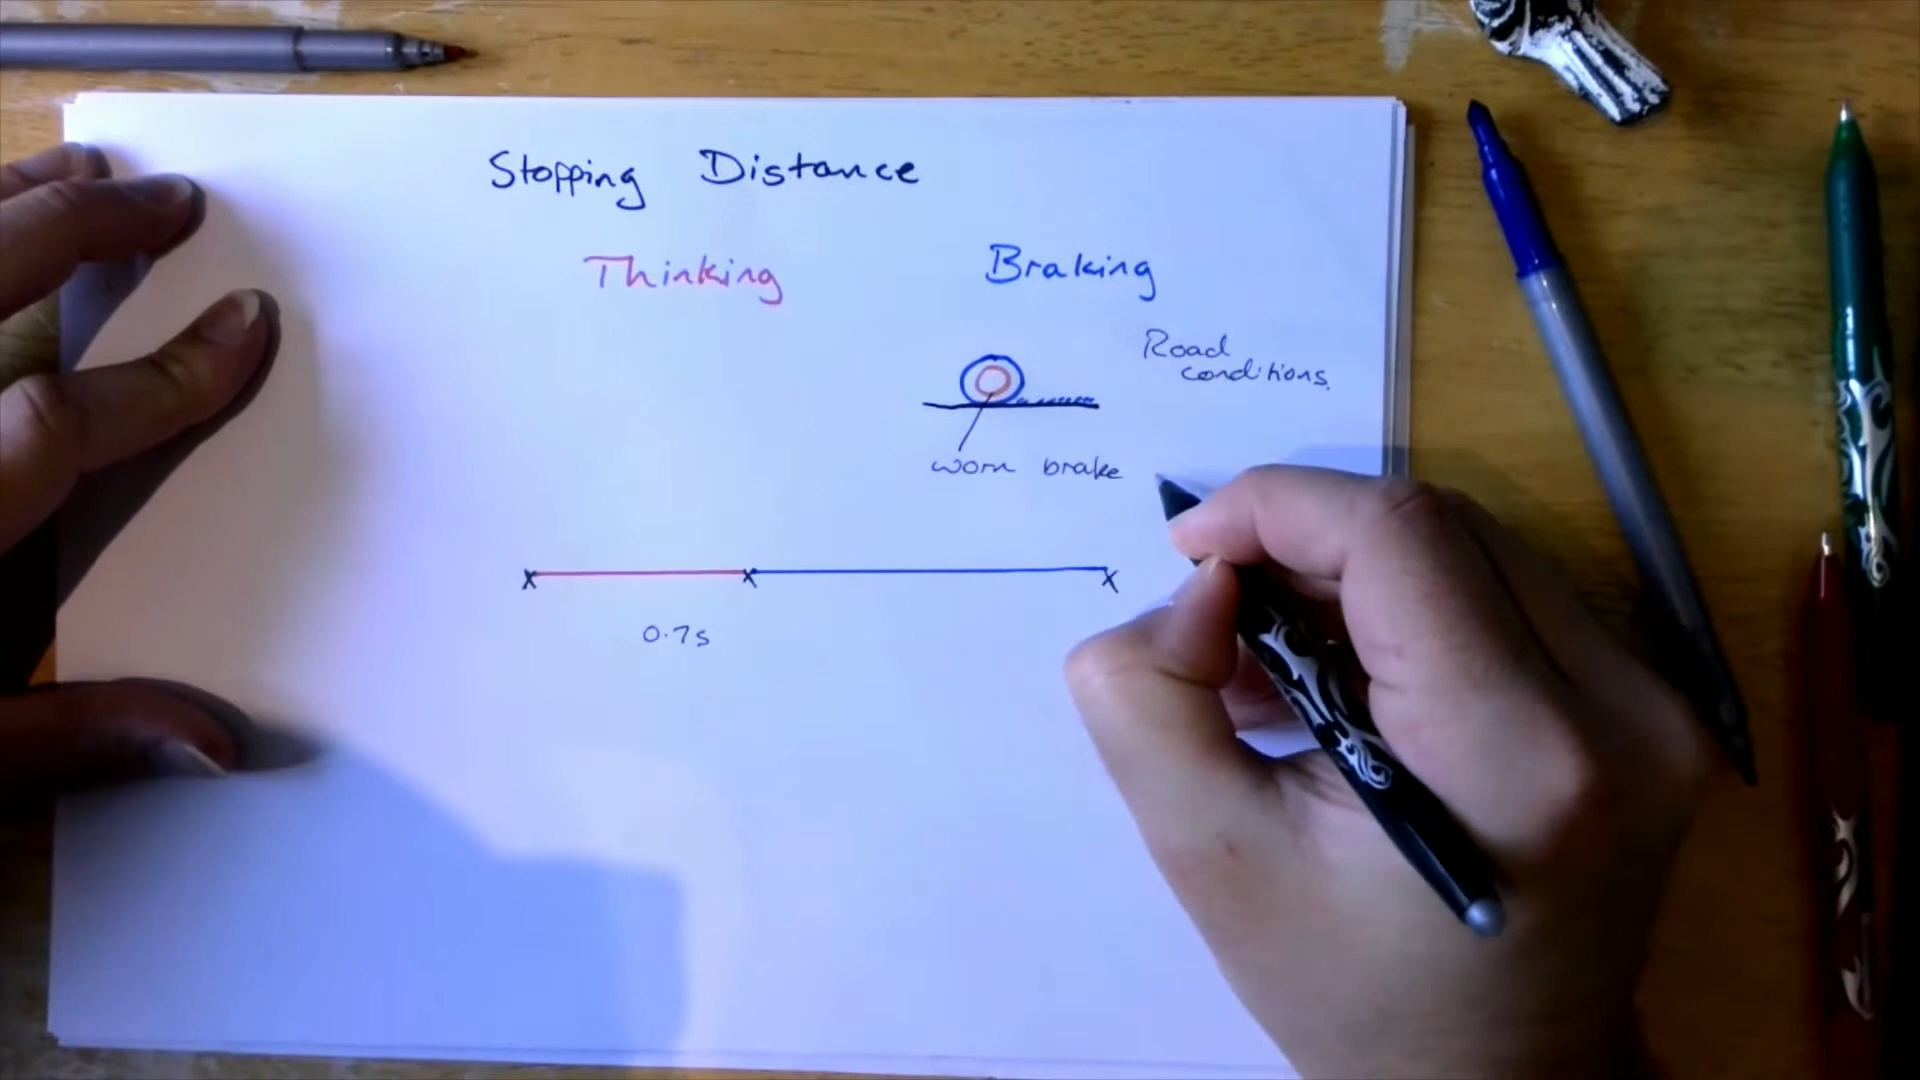 Stopping Distance
Thinking Braking
Road
conditions.
worn brake
x x x
0.7s